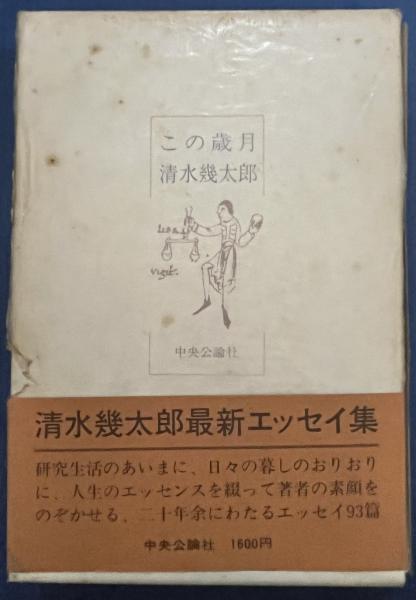 この歳月
清水幾太郎
中央公論社
清水幾太郎最新エッセイ集
研究生活のあいまに、日々の暮しのおりおり
に、人生のエッセンスを綴って著者の素顔を
のぞかせる、二十年余にわたるエッセイ93篇
中央公論社 1600円